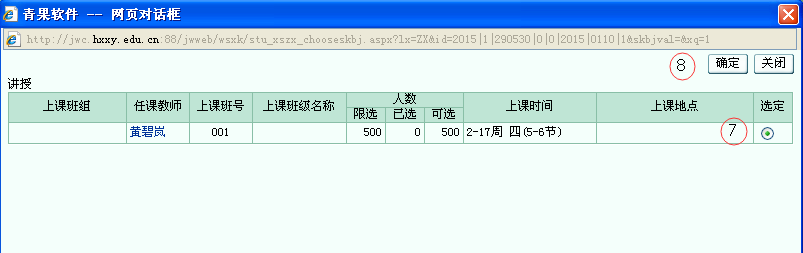 青果软件 -- 网页对话框
http://jwc.hxxy.edu.cn:88/jwweb/wsxk/stu_xszx_chooseskbj.aspx?lx=ZX&id=2015|1|290530|0|0|2015|0110|1&skbjval=&xq=1
8 确定 关闭
讲授
上课班组 任课教师 上课班号 上课班级名称 人数 上课时间 上课地点 选定
限选 已选 可选
黄碧岚 001 500 0 500 2-17周 四(5-6节) 7